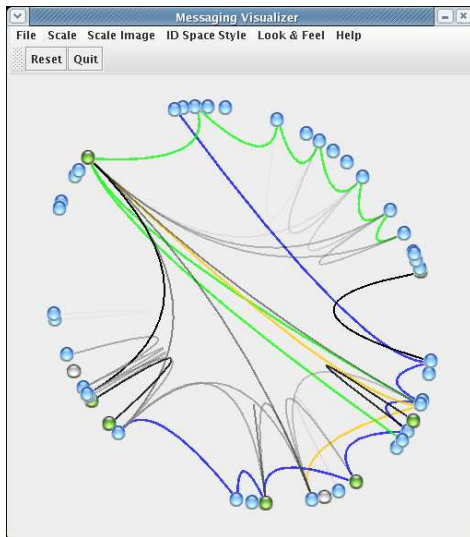 Messaging Visualizer
File Scale Scale Image ID Space Style Look & Feel Help
Reset Quit